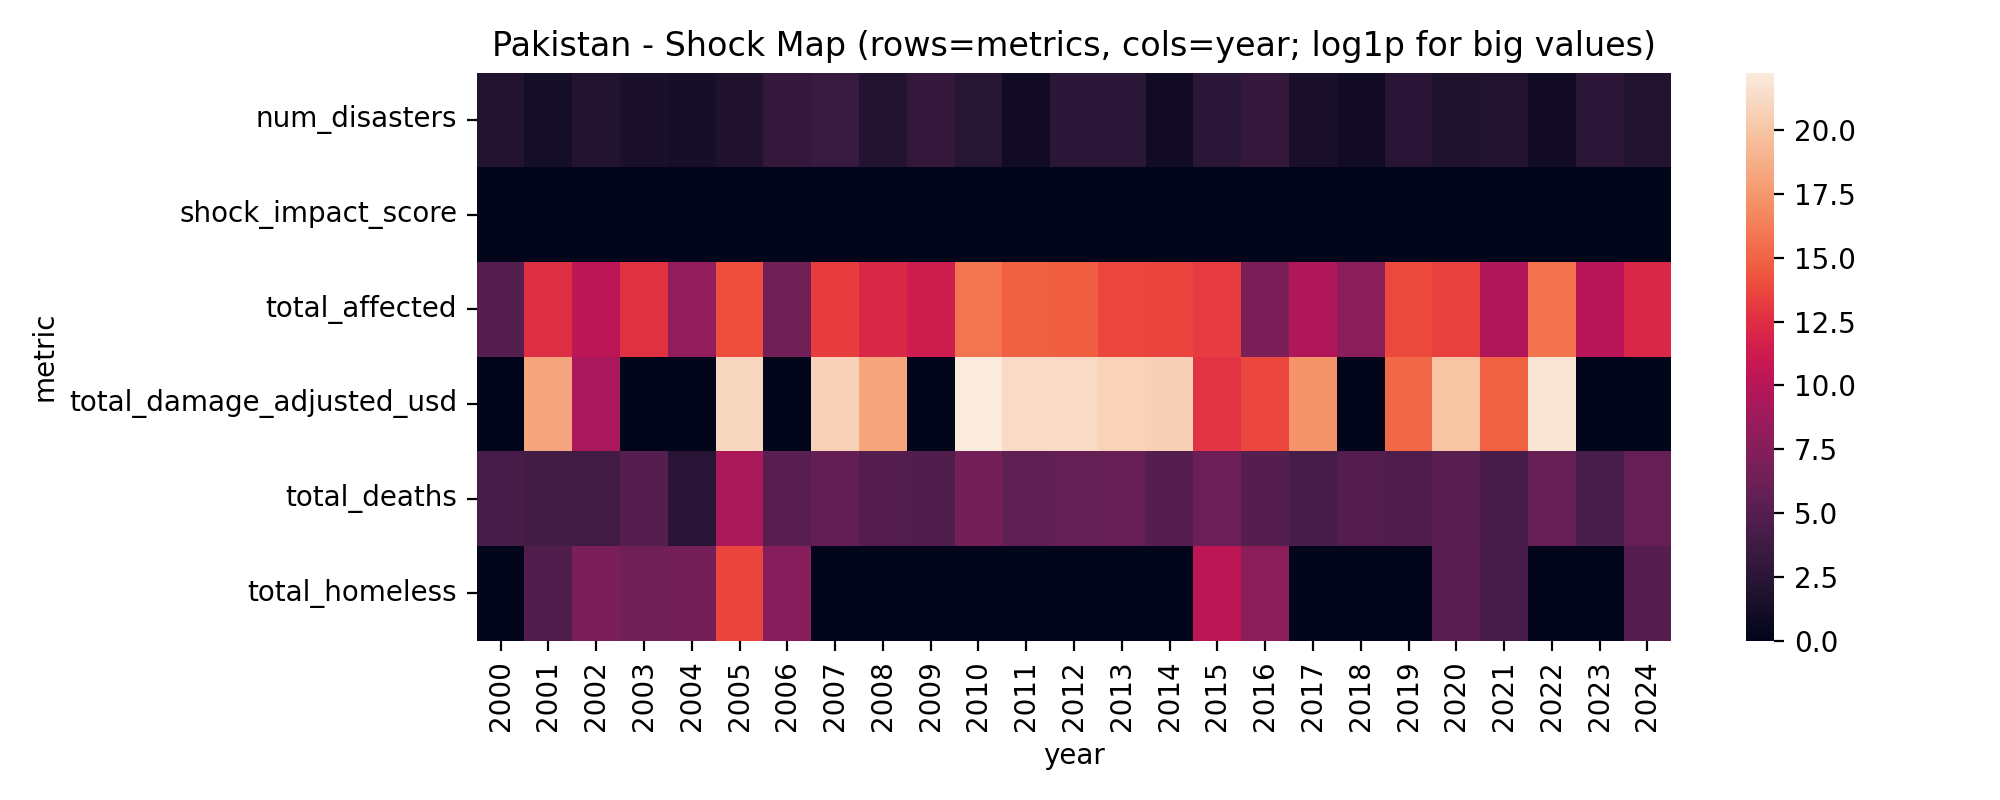 Pakistan - Shock Map (rows=metrics, cols=year; log1p for big values)
num_disasters
shock_impact_score
total_affected
total_damage_adjusted_usd
total_deaths
total_homeless
metric
2000 2001 2002 2003 2004 2005 2006 2007 2008 2009 2010 2011 2012 2013 2014 2015 2016 2017 2018 2019 2020 2021 2022 2023 2024
year
20.0
17.5
15.0
12.5
10.0
7.5
5.0
2.5
0.0